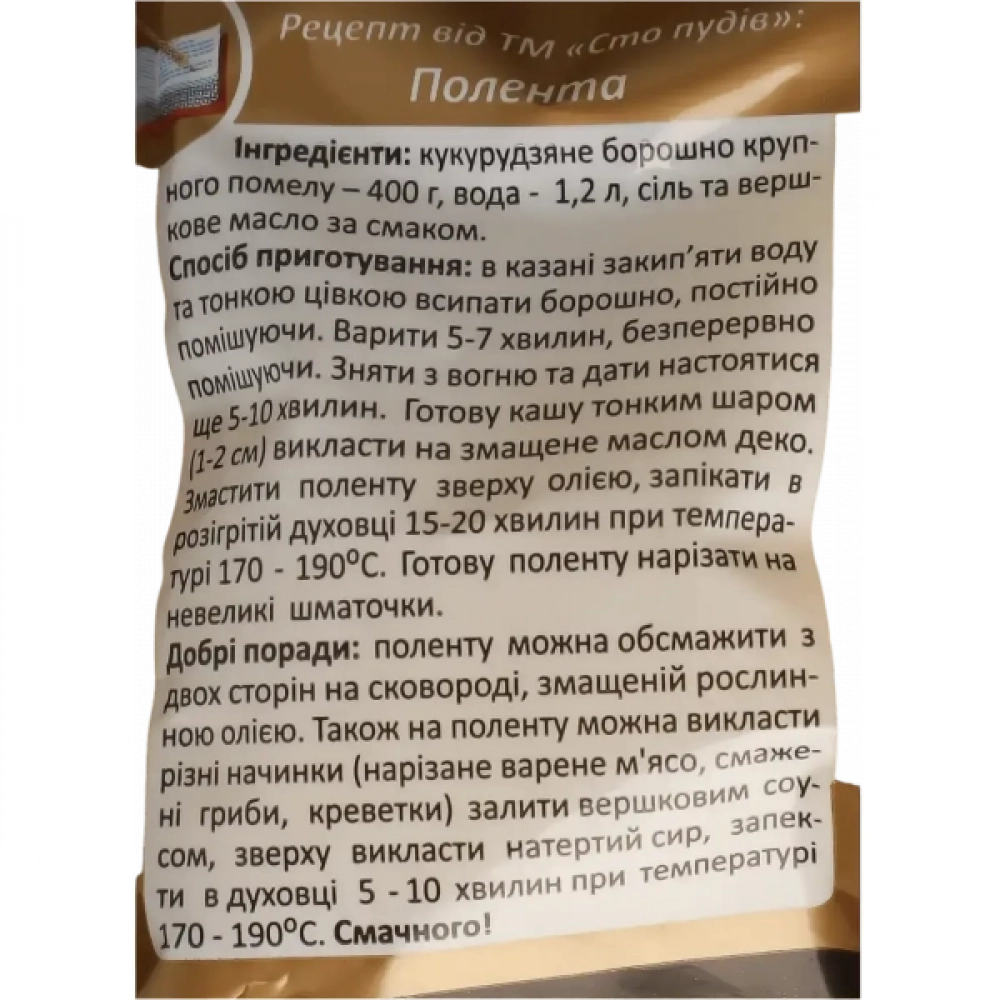 Рецепт від ТМ «Сто пудів»:
Полента
Інгредієнти: кукурудзяне борошно круп-
ного помелу – 400 г, вода - 1,2 л, сіль та верш-
кове масло за смаком.
Спосіб приготування: в казані закип’яти воду
та тонкою цівкою всипати борошно, постійно
помішуючи. Варити 5-7 хвилин, безперервно
помішуючи. Зняти з вогню та дати настоятися
ще 5-10 хвилин. Готову кашу тонким шаром
(1-2 см) викласти на змащене маслом деко.
Змастити поленту зверху олією, запікати в
розігрітій духовці 15-20 хвилин при темпера-
турі 170 - 190⁰С. Готову поленту нарізати на
невеликі шматочки.
Добрі поради: поленту можна обсмажити з
двох сторін на сковороді, змащеній рослин-
ною олією. Також на поленту можна викласти
різні начинки (нарізане варене м'ясо, смаже-
ні гриби, креветки) залити вершковим соу-
сом, зверху викласти натертий сир, запек-
ти в духовці 5 - 10 хвилин при температурі
170 - 190⁰С. Смачного!